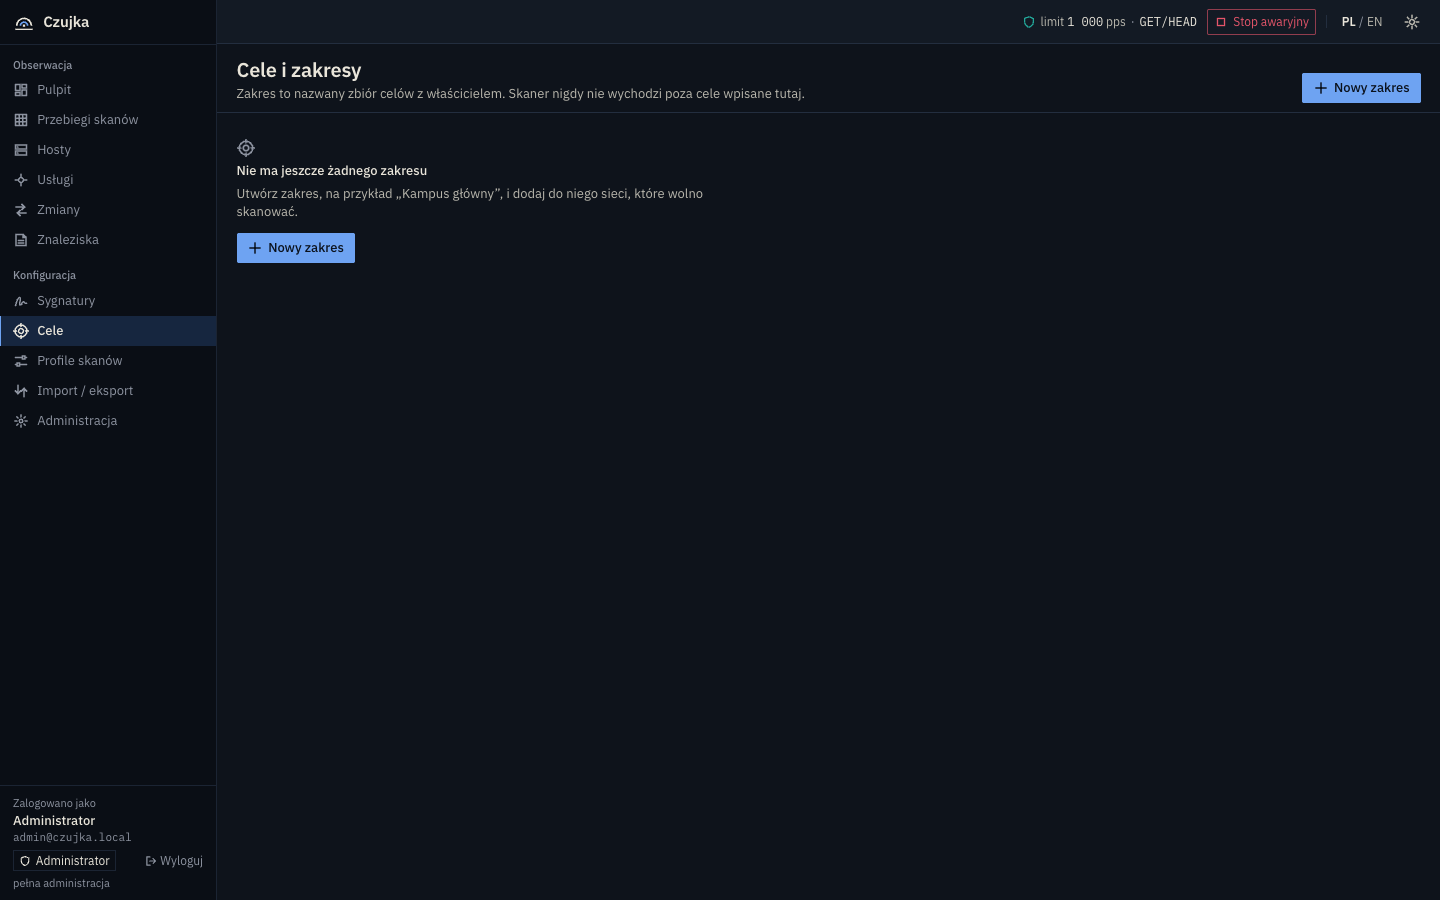 Czujka
limit 1 000 pps · GET/HEAD
Stop awaryjny
PL / EN
Obserwacja
Pulpit
Przebiegi skanów
Hosty
Usługi
Zmiany
Znaleziska
Konfiguracja
Sygnatury
Cele
Profile skanów
Import / eksport
Administracja
Zalogowano jako
Administrator
admin@czujka.local
Administrator
Wyloguj
pełna administracja
Cele i zakresy
Zakres to nazwany zbiór celów z właścicielem. Skaner nigdy nie wychodzi poza cele wpisane tutaj.
Nowy zakres
Nie ma jeszcze żadnego zakresu
Utwórz zakres, na przykład „Kampus główny”, i dodaj do niego sieci, które wolno
skanować.
Nowy zakres